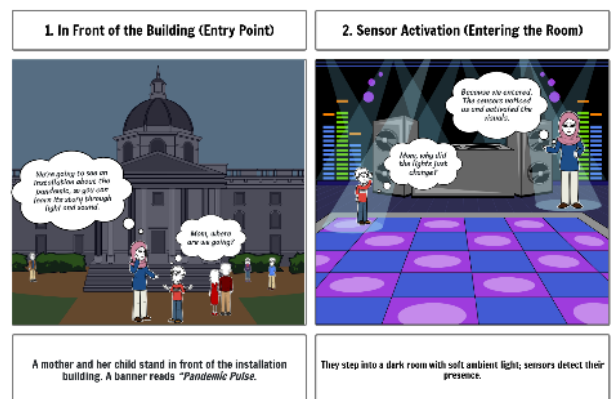 1. In Front of the Building (Entry Point)
2. Sensor Activation (Entering the Room)
We're going to see an
installation about the
pandemic, so you can
learn its story through
light and sound.
Mom, where
are we going?
Because we entered.
The sensors noticed
us and activated the
visuals.
Mom, why did
the lights just
change?
A mother and her child stand in front of the installation
building. A banner reads "Pandemic Pulse.
They step into a dark room with soft ambient light; sensors detect their
presence.